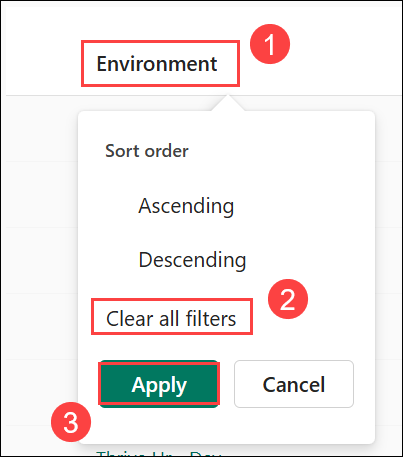 1
Environment
Sort order
Ascending
Descending
2
Clear all filters
Apply
Cancel
3